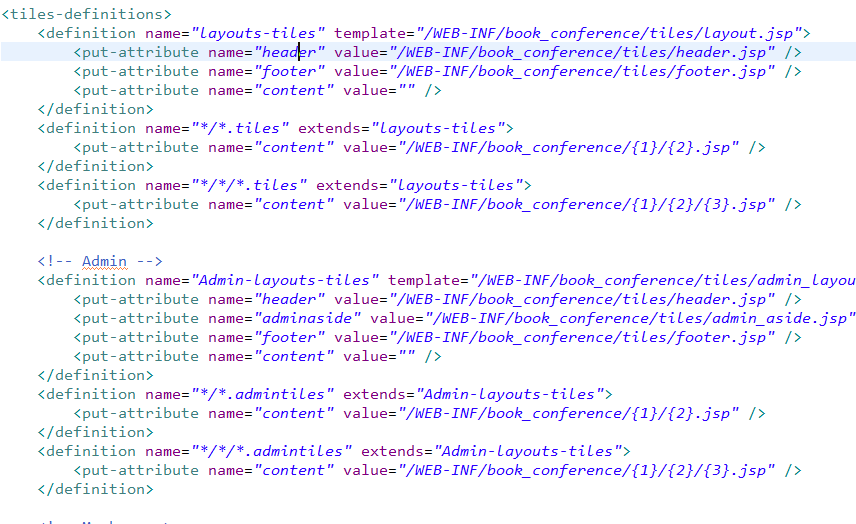 <tiles-definitions>
<definition name="layouts-tiles" template="/WEB-INF/book_conference/tiles/layout.jsp">
<put-attribute name="header" value="/WEB-INF/book_conference/tiles/header.jsp" />
<put-attribute name="footer" value="/WEB-INF/book_conference/tiles/footer.jsp" />
<put-attribute name="content" value="" />
</definition>
<definition name="*/*.tiles" extends="layouts-tiles">
<put-attribute name="content" value="/WEB-INF/book_conference/{1}/{2}.jsp" />
</definition>
<definition name="*/*/*.tiles" extends="layouts-tiles">
<put-attribute name="content" value="/WEB-INF/book_conference/{1}/{2}/{3}.jsp" />
</definition>
<!-- Admin -->
<definition name="Admin-layouts-tiles" template="/WEB-INF/book_conference/tiles/admin_layou
<put-attribute name="header" value="/WEB-INF/book_conference/tiles/header.jsp" />
<put-attribute name="adminaside" value="/WEB-INF/book_conference/tiles/admin_aside.jsp"
<put-attribute name="footer" value="/WEB-INF/book_conference/tiles/footer.jsp" />
<put-attribute name="content" value="" />
</definition>
<definition name="*/*.admintiles" extends="Admin-layouts-tiles">
<put-attribute name="content" value="/WEB-INF/book_conference/{1}/{2}.jsp" />
</definition>
<definition name="*/*/*.admintiles" extends="Admin-layouts-tiles">
<put-attribute name="content" value="/WEB-INF/book_conference/{1}/{2}/{3}.jsp" />
</definition>